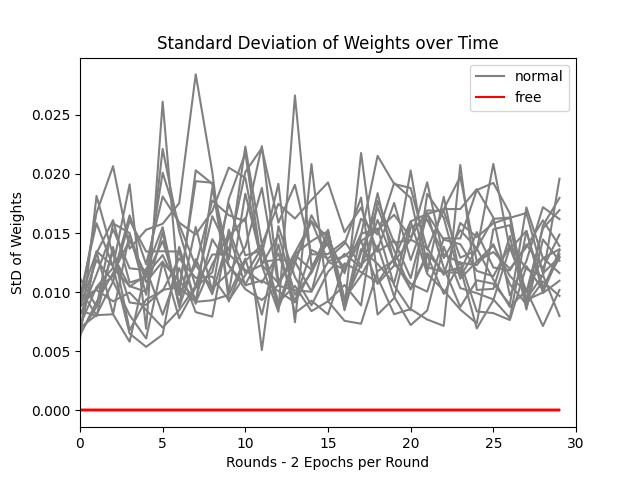 Standard Deviation of Weights over Time
normal
free
StD of Weights
0.025
0.020
0.015
0.010
0.005
0.000
0
5
10
15
20
25
30
Rounds - 2 Epochs per Round